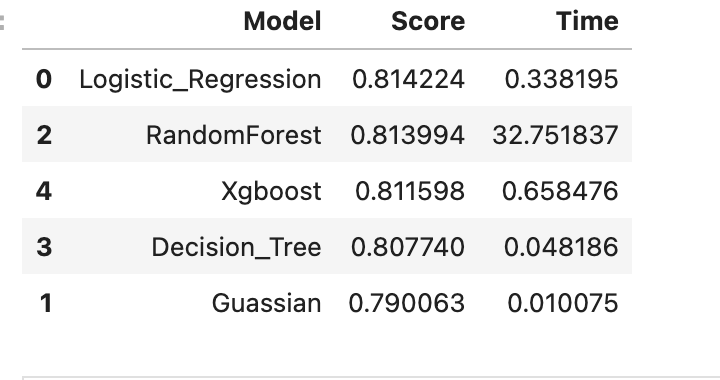 Model Score Time
0 Logistic_Regression 0.814224 0.338195
2 RandomForest 0.813994 32.751837
4 Xgboost 0.811598 0.658476
3 Decision_Tree 0.807740 0.048186
1 Guassian 0.790063 0.010075